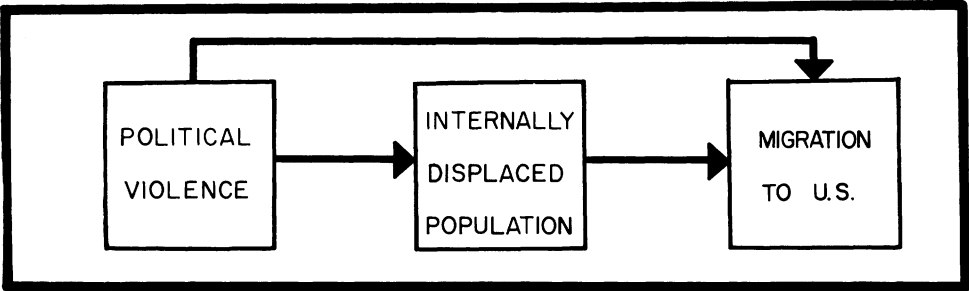 POLITICAL
VIOLENCE
INTERNALLY
DISPLACED
POPULATION
MIGRATION
TO U.S.